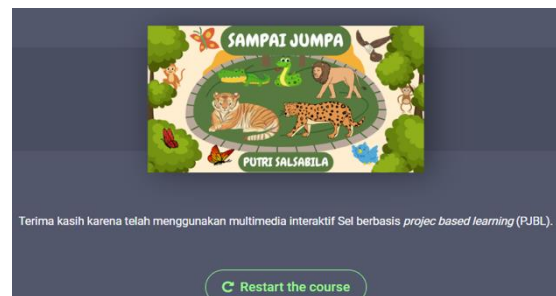 SAMPAI JUMPA
PUTRI SALSABILA
Terima kasih karena telah menggunakan multimedia interaktif Sel berbasis projec based learning (PJBL).
Restart the course